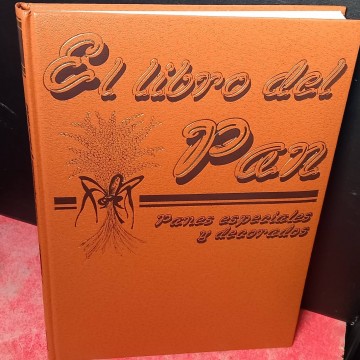 El libro del
Pan
Panes especiales
y decorados